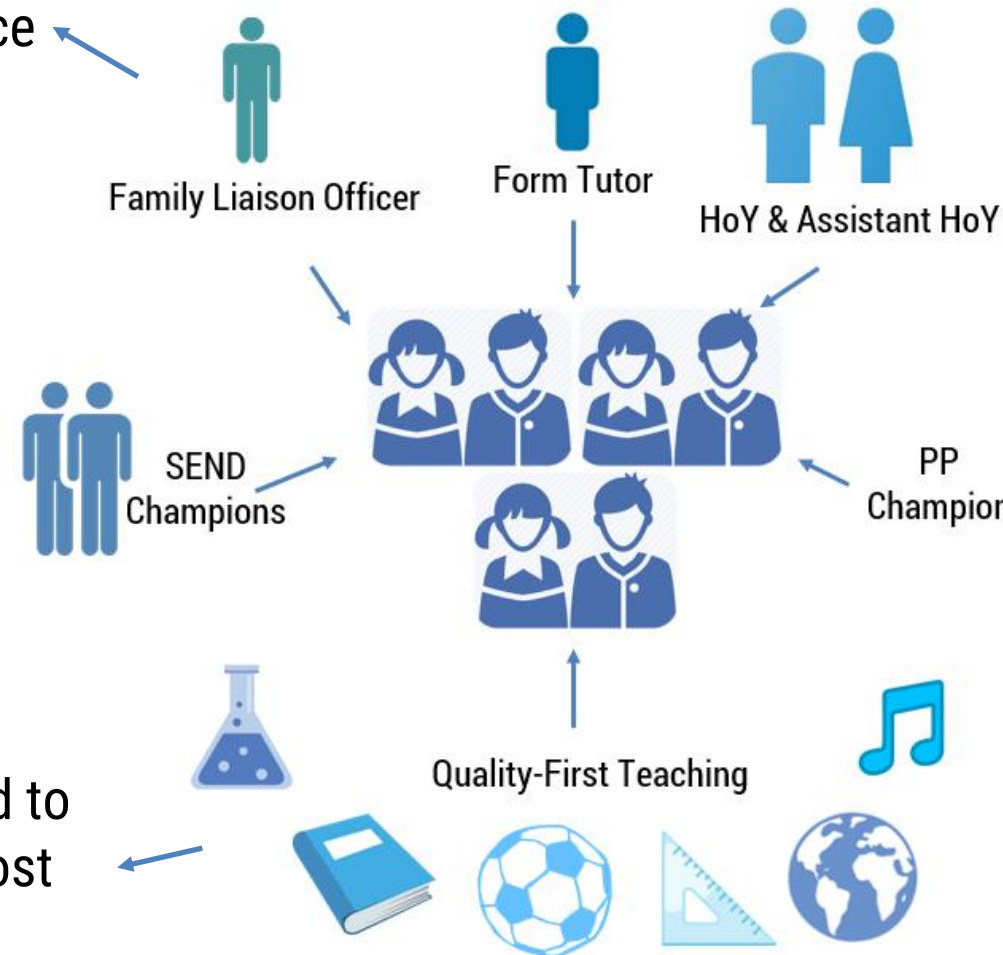 ce
Family Liaison Officer
Form Tutor
HoY & Assistant HoY
SEND
Champions
PP
Champion
Quality-First Teaching
d to
ost